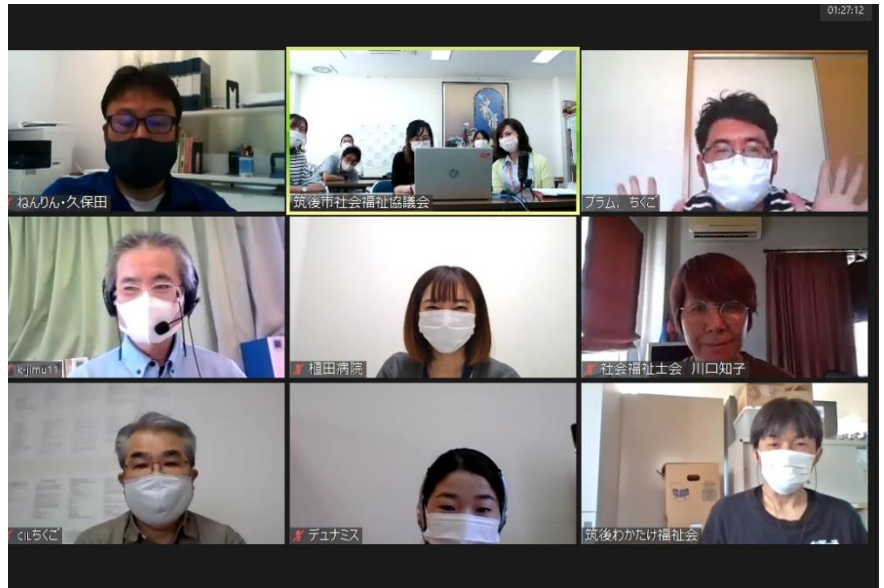 01:27:12
ねんりん・久保田
筑後市社会福祉協議会
プラム、ちくご
k-jimu11
植田病院
社会福祉士会 川口知子
CILちくご
デュナミス
筑後わかたけ福祉会
hp